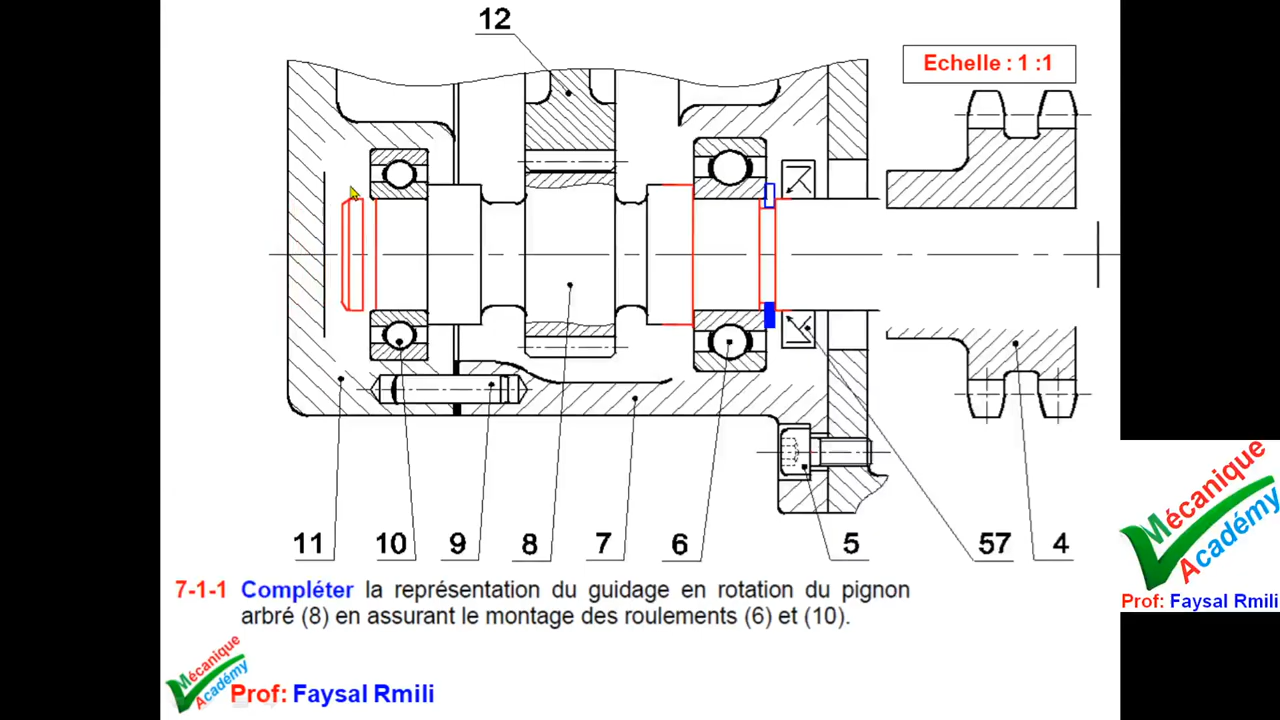 12
Echelle : 1 :1
11 10 9 8 7 6 5 57 4
7-1-1 Compléter la représentation du guidage en rotation du pignon
arbré (8) en assurant le montage des roulements (6) et (10).
Mécanique
Académy
Prof: Faysal Rmili
Mécanique
Académy
Prof: Faysal Rmili